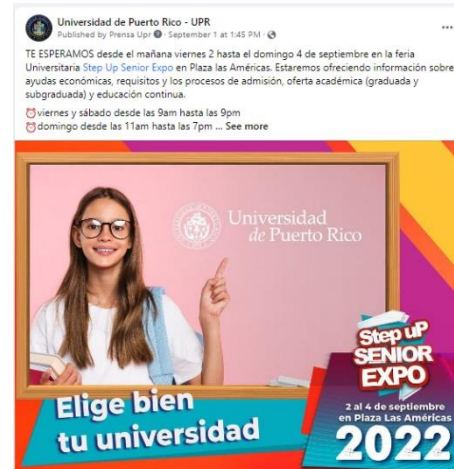 Universidad de Puerto Rico - UPR
Published by Prensa Upr · September 1 at 1:45 PM ·
TE ESPERAMOS desde el mañana viernes 2 hasta el domingo 4 de septiembre en la feria
Universitaria Step Up Senior Expo en Plaza las Américas. Estaremos ofreciendo información sobre
ayudas económicas, requisitos y los procesos de admisión, oferta académica (graduada y
subgraduada) y educación continua.
⏰viernes y sábado desde las 9am hasta las 9pm
⏰domingo desde las 11am hasta las 7pm ... See more
Universidad
de Puerto Rico
Step uP
SENIOR
EXPO
2 al 4 de septiembre
en Plaza Las Américas
2022
Elige bien
tu universidad